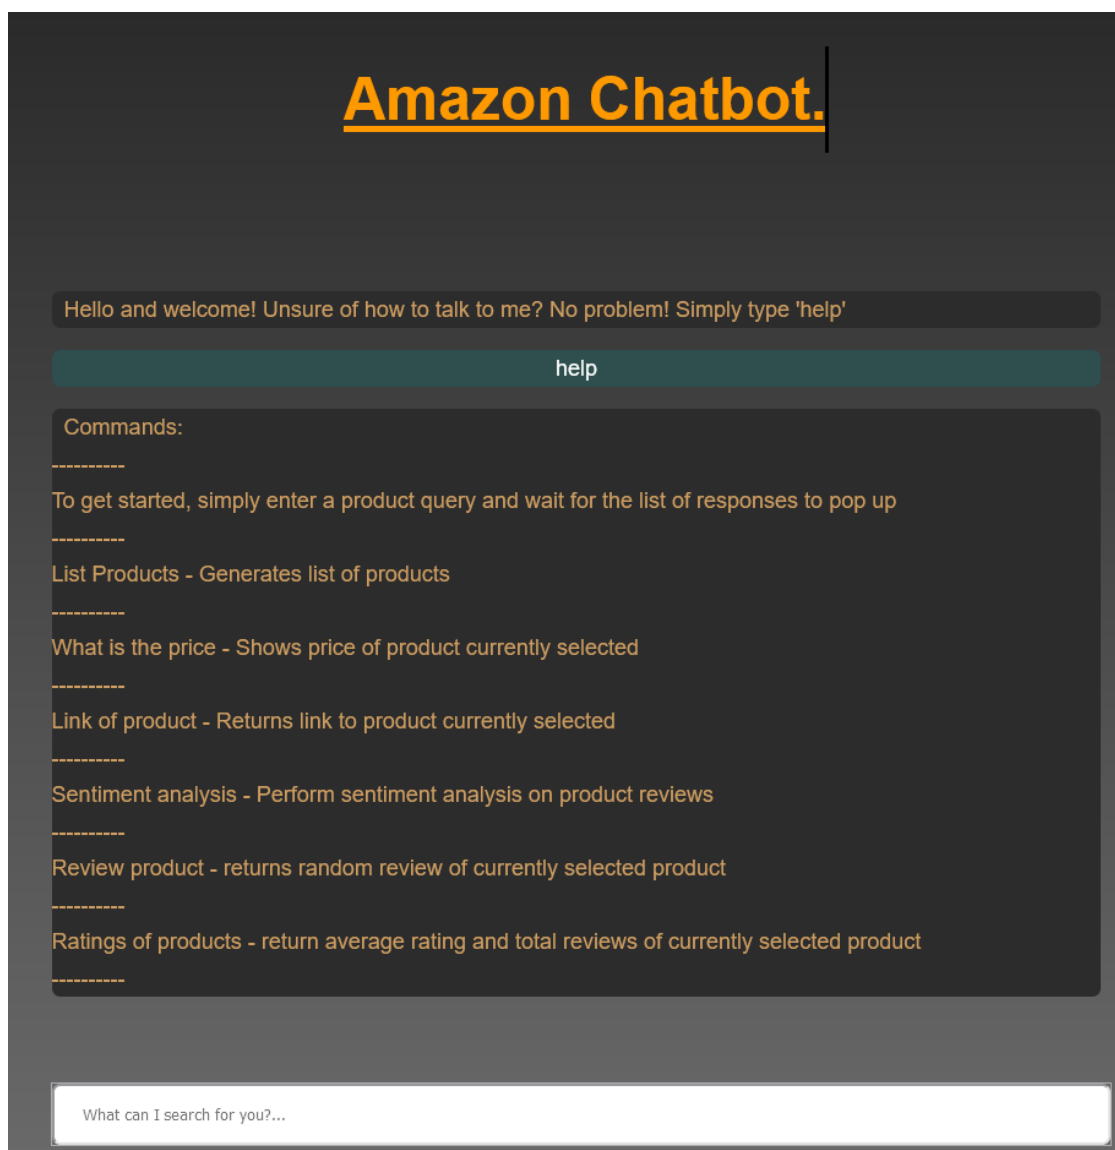 Amazon Chatbot.
Hello and welcome! Unsure of how to talk to me? No problem! Simply type 'help'
help
Commands:
----------
To get started, simply enter a product query and wait for the list of responses to pop up
----------
List Products - Generates list of products
----------
What is the price - Shows price of product currently selected
----------
Link of product - Returns link to product currently selected
----------
Sentiment analysis - Perform sentiment analysis on product reviews
----------
Review product - returns random review of currently selected product
----------
Ratings of products - return average rating and total reviews of currently selected product
----------
What can I search for you?...